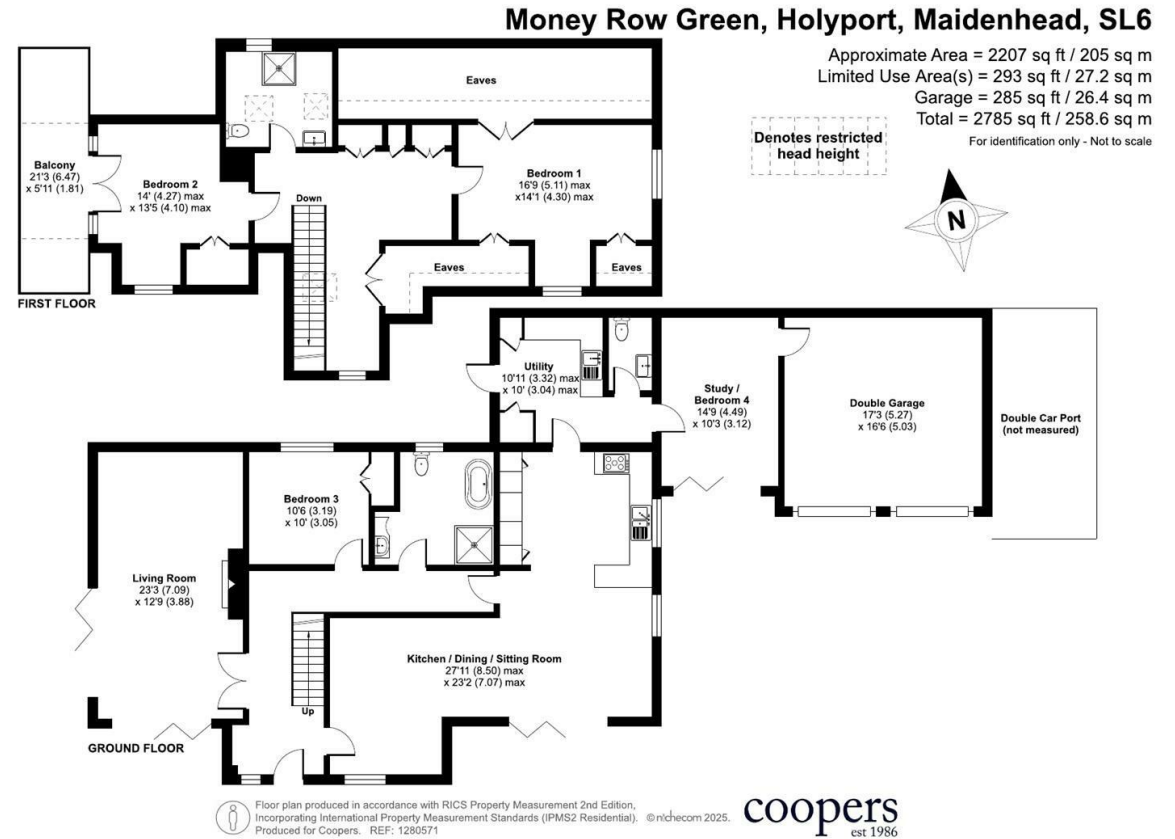 Money Row Green, Holyport, Maidenhead, SL6
Approximate Area = 2207 sq ft / 205 sq m
Limited Use Area(s) = 293 sq ft / 27.2 sq m
Garage = 285 sq ft / 26.4 sq m
Total = 2785 sq ft / 258.6 sq m
For identification only - Not to scale
Denotes restricted
head height
N
Eaves
Balcony
21'3 (6.47)
x 5'11 (1.81)
Bedroom 2
14' (4.27) max
x 13'5 (4.10) max
Down
Bedroom 1
16'9 (5.11) max
x14'1 (4.30) max
Eaves
Eaves
FIRST FLOOR
Utility
10'11 (3.32) max
x 10' (3.04) max
Study /
Bedroom 4
14'9 (4.49)
x 10'3 (3.12)
Double Garage
17'3 (5.27)
x 16'6 (5.03)
Double Car Port
(not measured)
Bedroom 3
10'6 (3.19)
x 10' (3.05)
Living Room
23'3 (7.09)
x 12'9 (3.88)
Kitchen / Dining / Sitting Room
27'11 (8.50) max
x 23'2 (7.07) max
Up
GROUND FLOOR
Floor plan produced in accordance with RICS Property Measurement 2nd Edition,
Incorporating International Property Measurement Standards (IPMS2 Residential). © nichecom 2025.
Produced for Coopers. REF: 1280571
coopers
est 1986